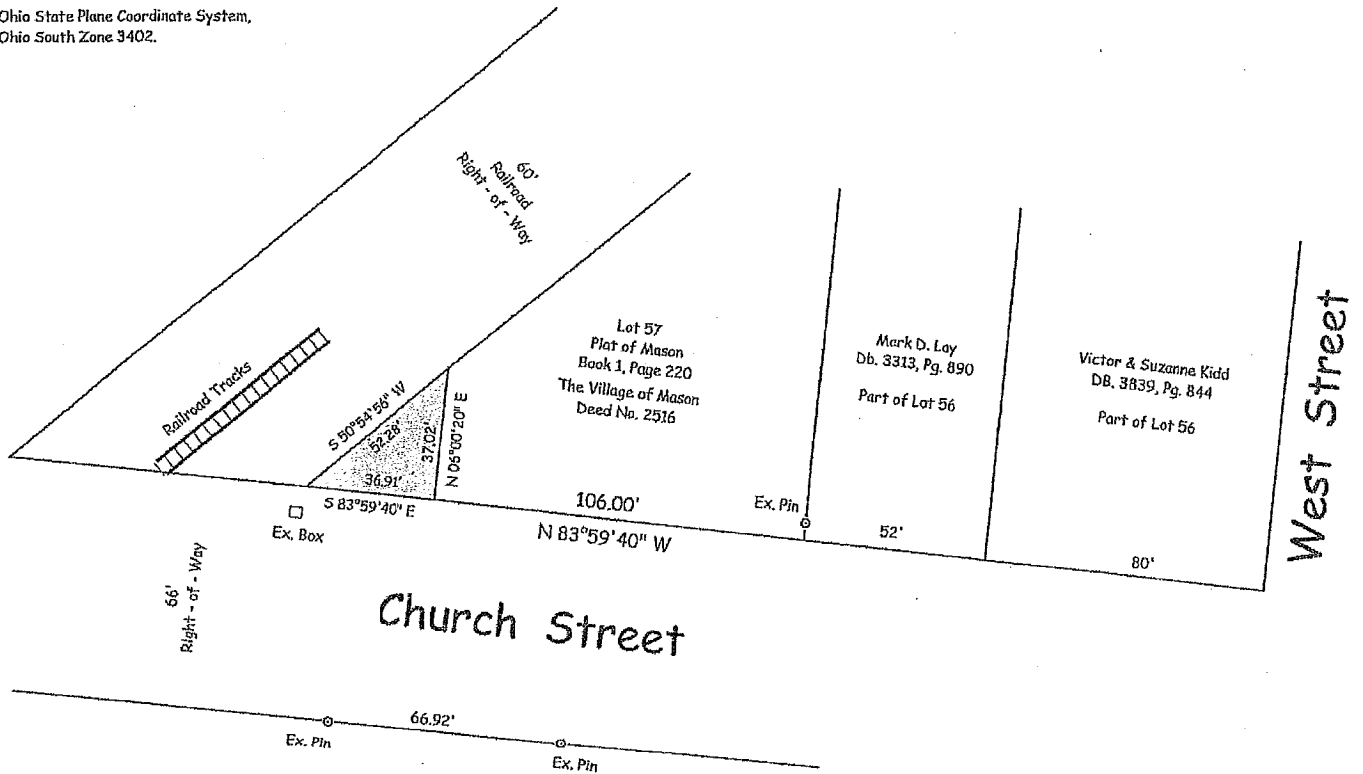 Ohio State Plane Coordinate System,
Ohio South Zone 3402.
60'
Railroad
Right - of - Way
Railroad Tracks
S 50°54'56" W
52.28'
37.02'
N 06°00'20" E
36.91'
S 83°59'40" E
Ex. Box
Lot 57
Plat of Mason
Book 1, Page 220
The Village of Mason
Deed No. 2516
106.00'
N 83°59'40" W
Ex. Pin
Mark D. Lay
Db. 3313, Pg. 890
Part of Lot 56
52'
Victor & Suzanne Kidd
DB. 3839, Pg. 844
Part of Lot 56
80'
West Street
66'
Right - of - Way
Church Street
66.92'
Ex. Pin
Ex. Pin